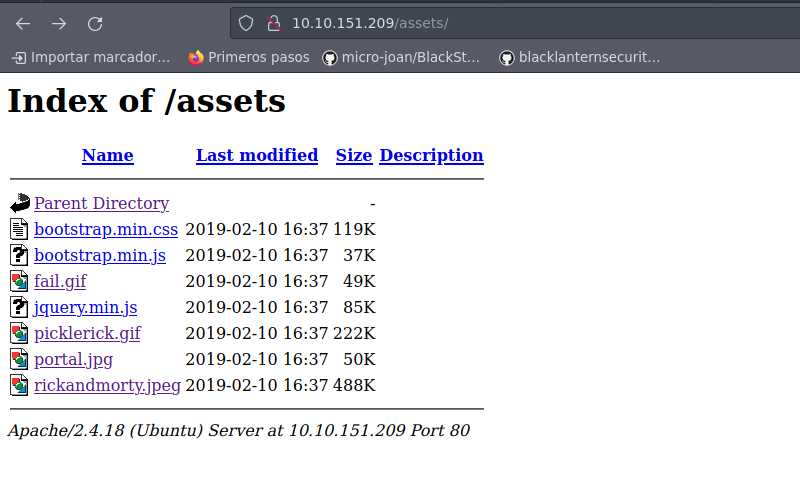 10.10.151.209/assets/
Importar marcador... Primeros pasos micro-joan/BlackSt... blacklanternsecurit...
Index of /assets
Name Last modified Size Description
Parent Directory -
bootstrap.min.css 2019-02-10 16:37 119K
bootstrap.min.js 2019-02-10 16:37 37K
fail.gif 2019-02-10 16:37 49K
jquery.min.js 2019-02-10 16:37 85K
picklerick.gif 2019-02-10 16:37 222K
portal.jpg 2019-02-10 16:37 50K
rickandmorty.jpeg 2019-02-10 16:37 488K
Apache/2.4.18 (Ubuntu) Server at 10.10.151.209 Port 80